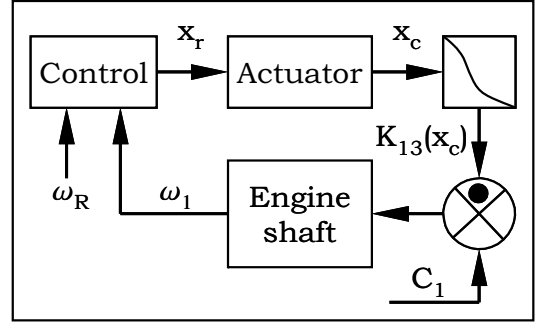 x_r
x_c
Control
Actuator
K_13(x_c)
ω_R
ω_1
Engine
shaft
C_1